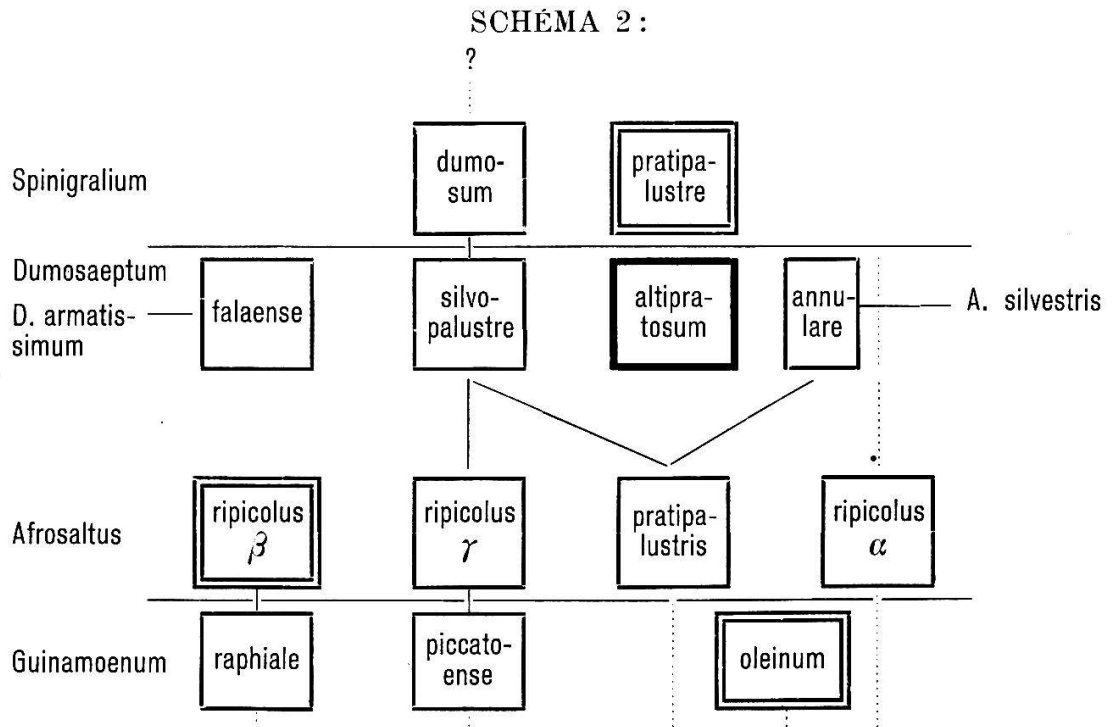 SCHÉMA 2:
?
Spinigralium
dumo-
sum
pratipa-
lustre
Dumosaeptum
D. armatis-
simum
falaense
silvo-
palustre
altipra-
tosum
annu-
lare
A. silvestris
Afrosaltus
ripicolus
β
ripicolus
γ
pratipa-
lustris
ripicolus
α
Guinamoenum
raphiale
piccato-
ense
oleinum